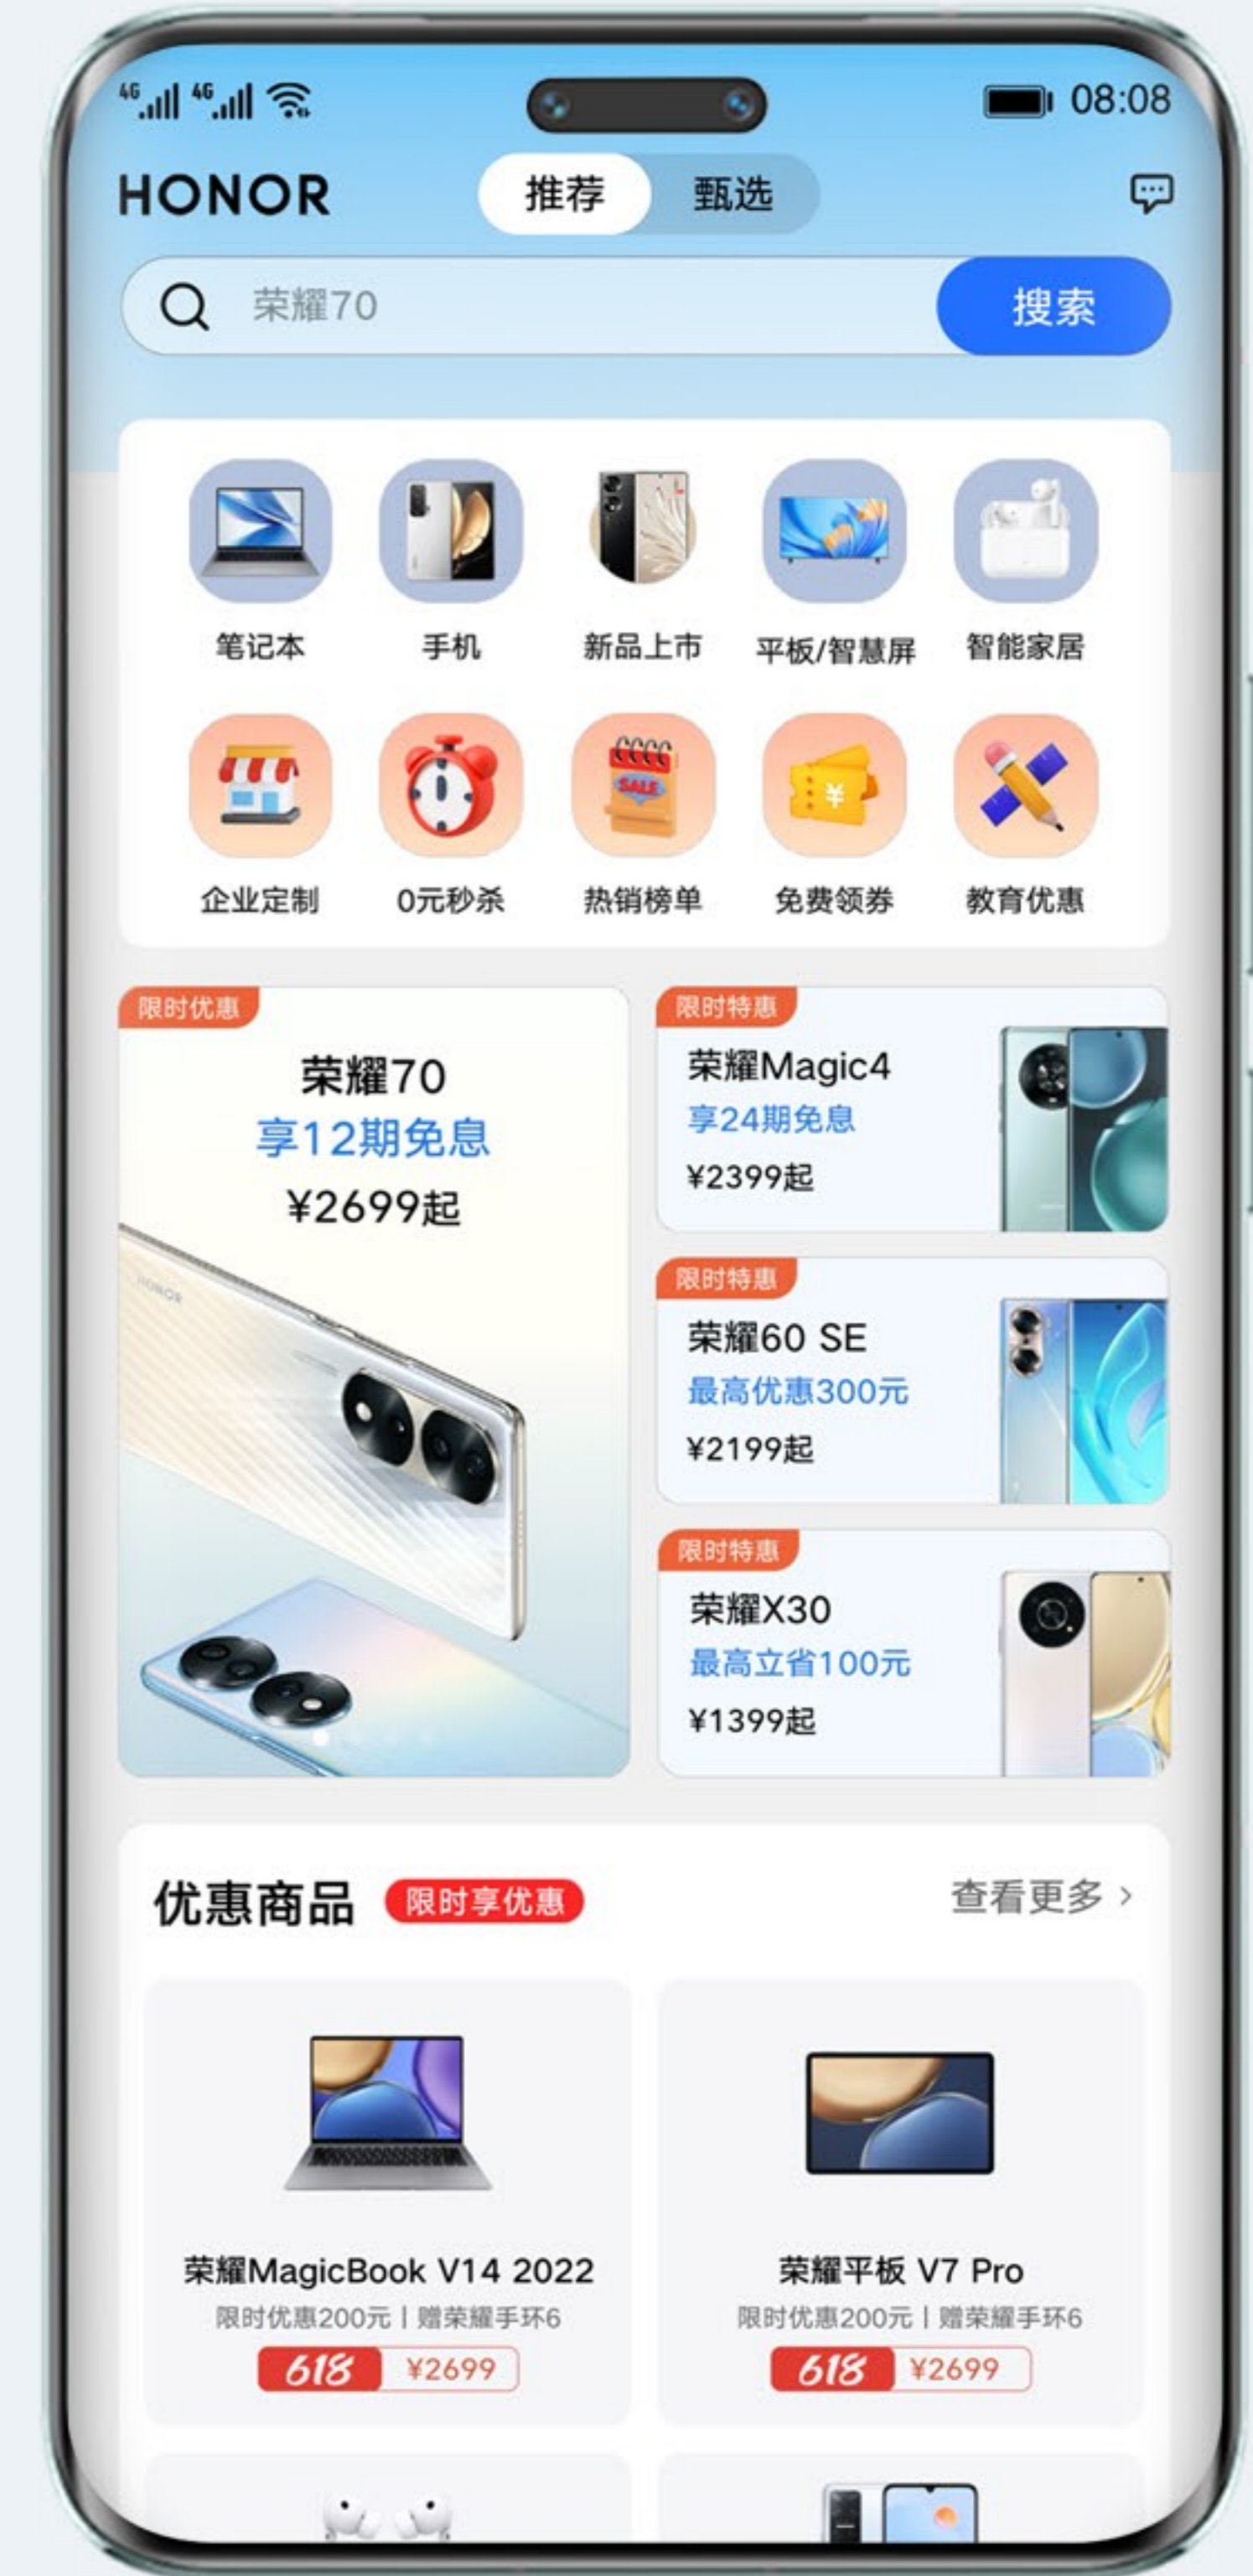 4G 4G 08:08
HONOR 推荐 甄选
荣耀70 搜索
笔记本 手机 新品上市 平板/智慧屏 智能家居
SALE ¥
企业定制 0元秒杀 热销榜单 免费领券 教育优惠
限时优惠
荣耀70
享12期免息
¥2699起
HONOR
限时特惠
荣耀Magic4
享24期免息
¥2399起
限时特惠
荣耀60 SE
最高优惠300元
¥2199起
限时特惠
荣耀X30
最高立省100元
¥1399起
优惠商品 限时享优惠 查看更多 >
荣耀MagicBook V14 2022
限时优惠200元 | 赠荣耀手环6
618 ¥2699
荣耀平板 V7 Pro
限时优惠200元 | 赠荣耀手环6
618 ¥2699